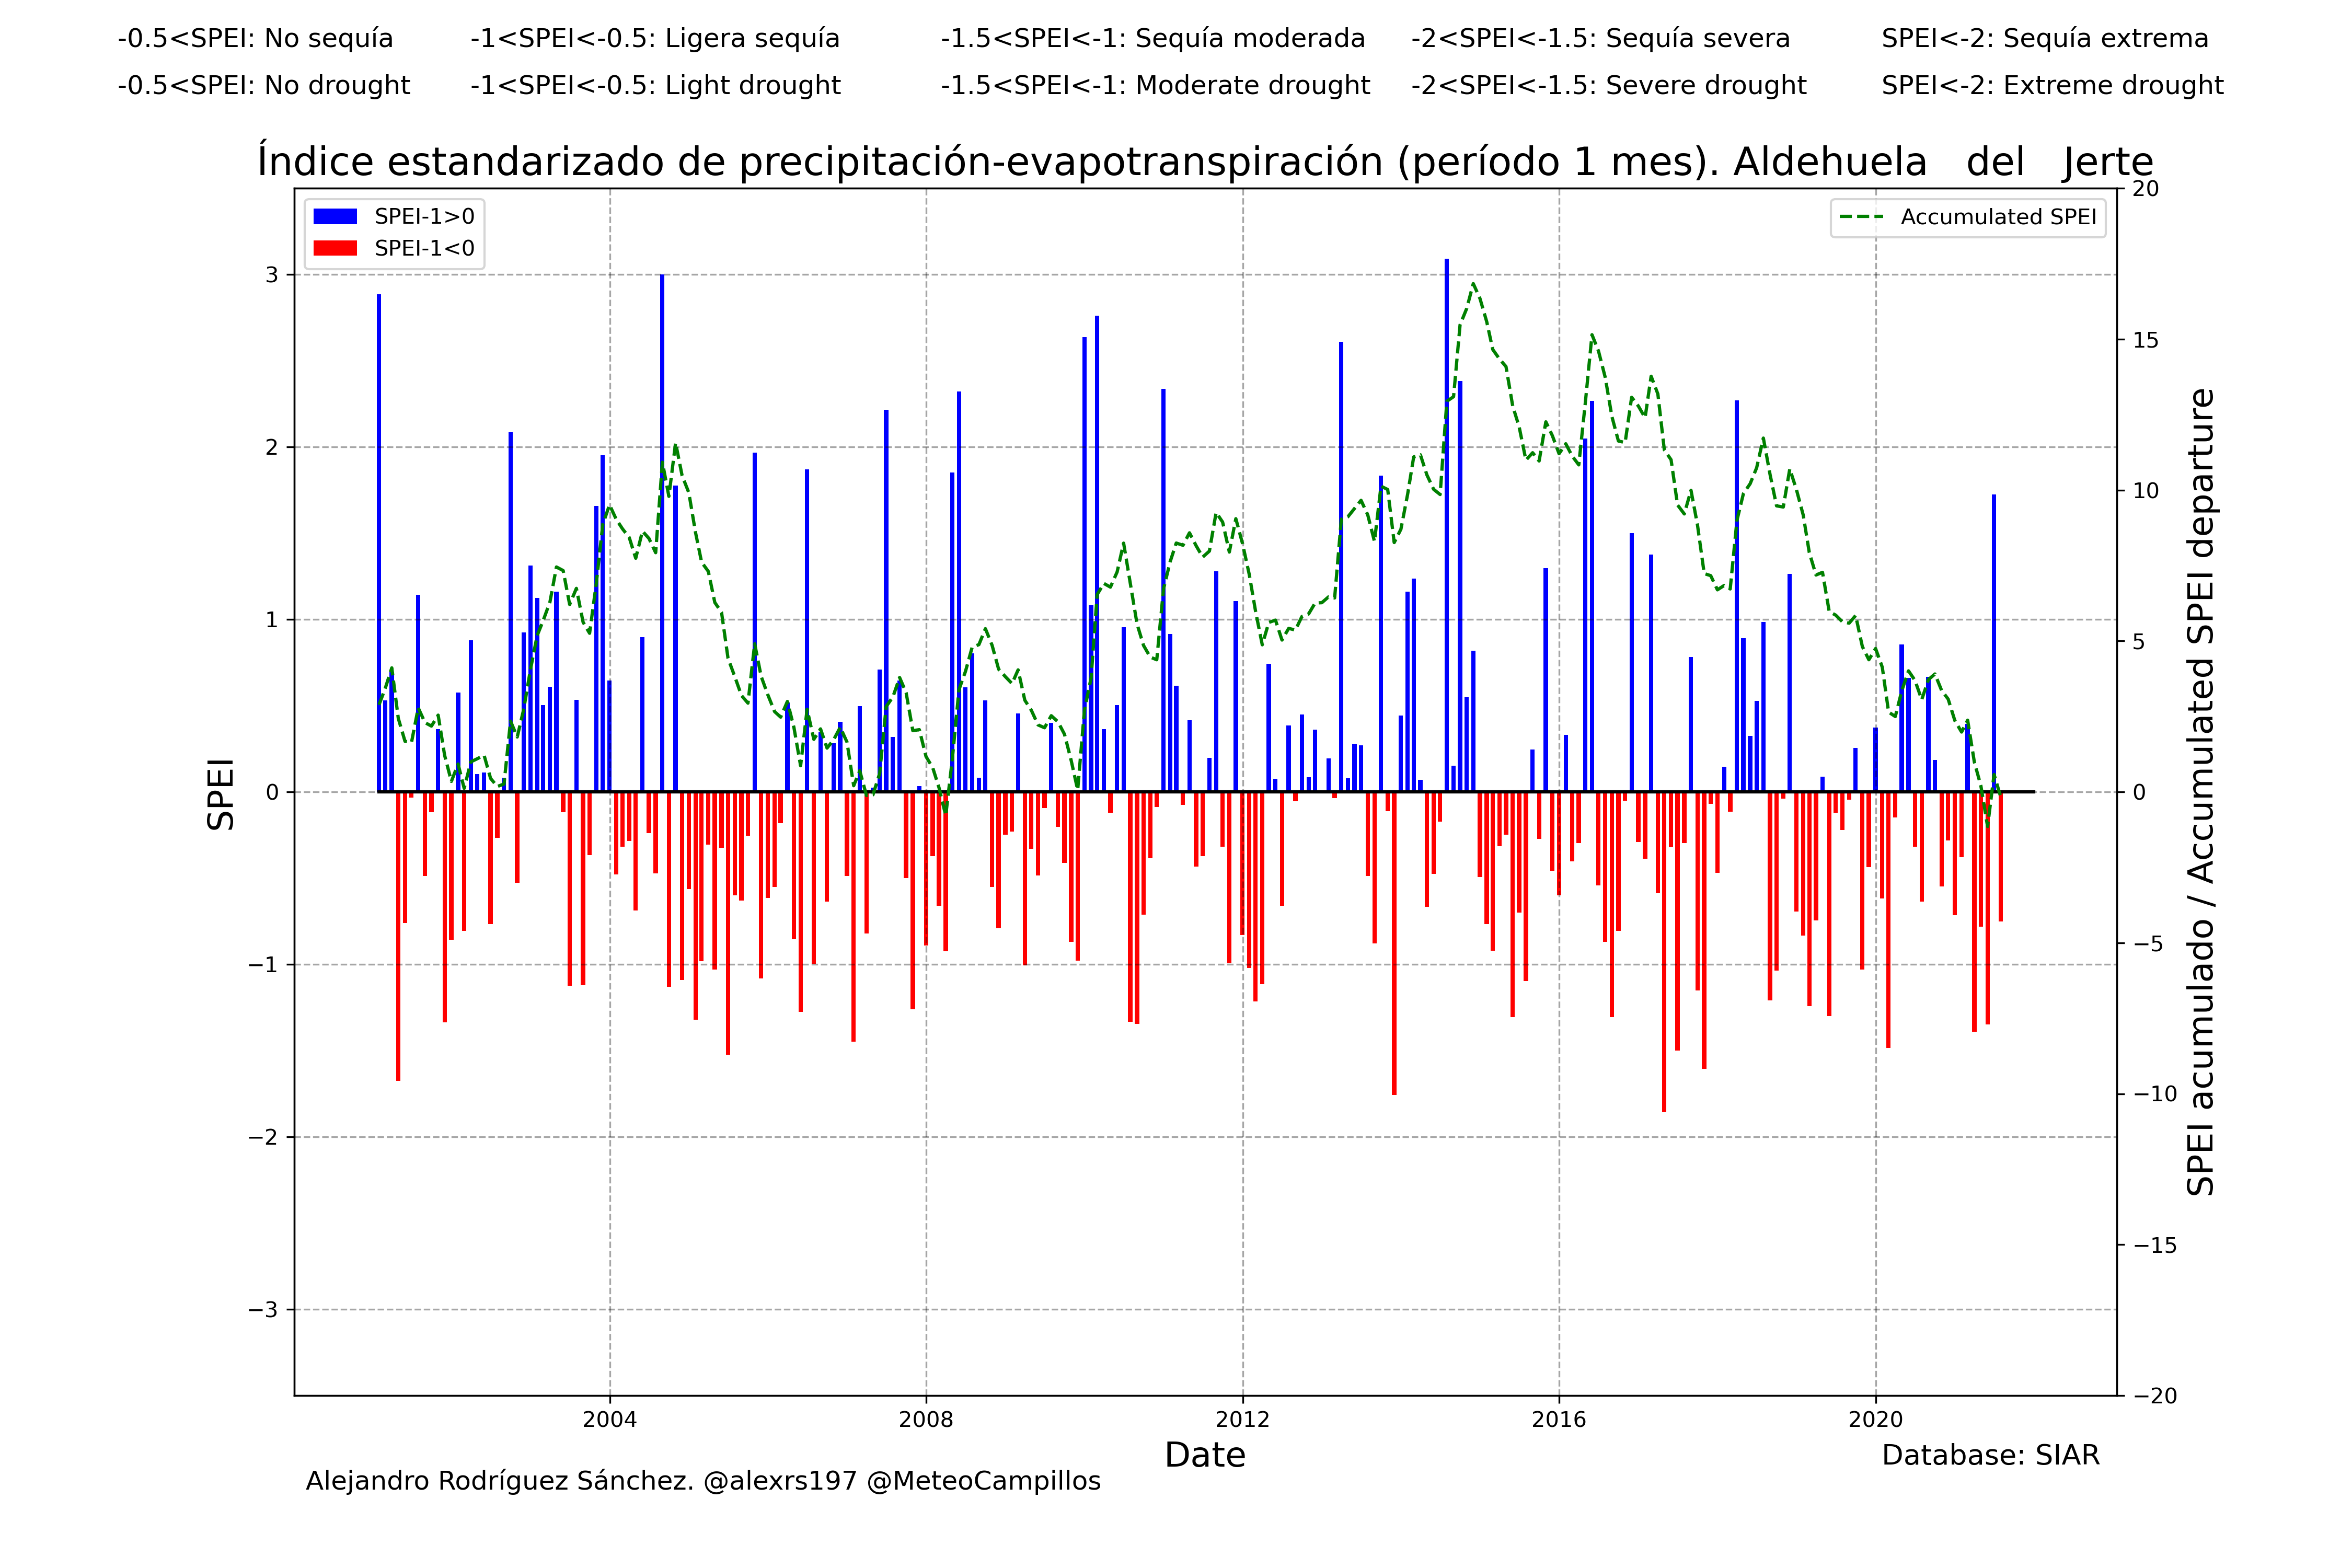 -0.5<SPEI: No sequía -1<SPEI<-0.5: Ligera sequía -1.5<SPEI<-1: Sequía moderada -2<SPEI<-1.5: Sequía severa SPEI<-2: Sequía extrema
-0.5<SPEI: No drought -1<SPEI<-0.5: Light drought -1.5<SPEI<-1: Moderate drought -2<SPEI<-1.5: Severe drought SPEI<-2: Extreme drought
Índice estandarizado de precipitación-evapotranspiración (período 1 mes). Aldehuela del Jerte
SPEI-1>0
SPEI-1<0
Accumulated SPEI
SPEI
3
2
1
0
−1
−2
−3
20
15
10
5
0
−5
−10
−15
−20
SPEI acumulado / Accumulated SPEI departure
2004 2008 2012 2016 2020
Date
Database: SIAR
Alejandro Rodríguez Sánchez. @alexrs197 @MeteoCampillos